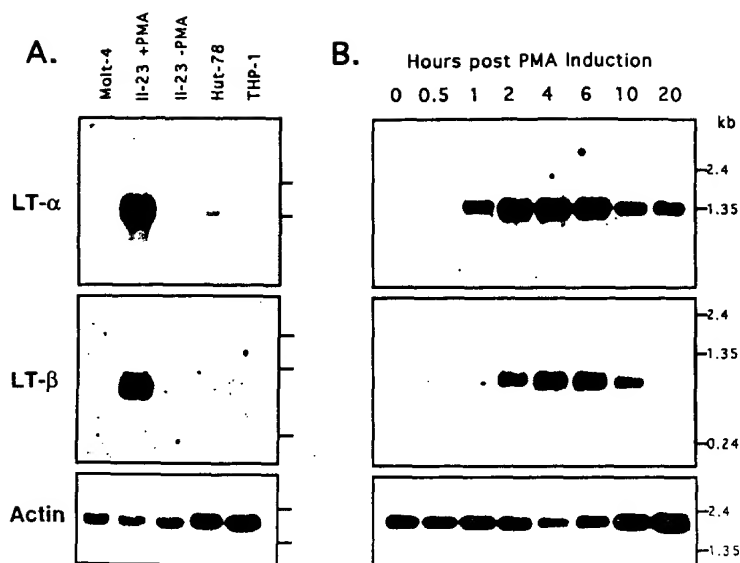 A.
Molt-4
II-23 +PMA
II-23 -PMA
Hut-78
THP-1
LT-α
LT-β
Actin
B.
Hours post PMA Induction
0 0.5 1 2 4 6 10 20
kb
2.4
1.35
2.4
1.35
0.24
2.4
1.35